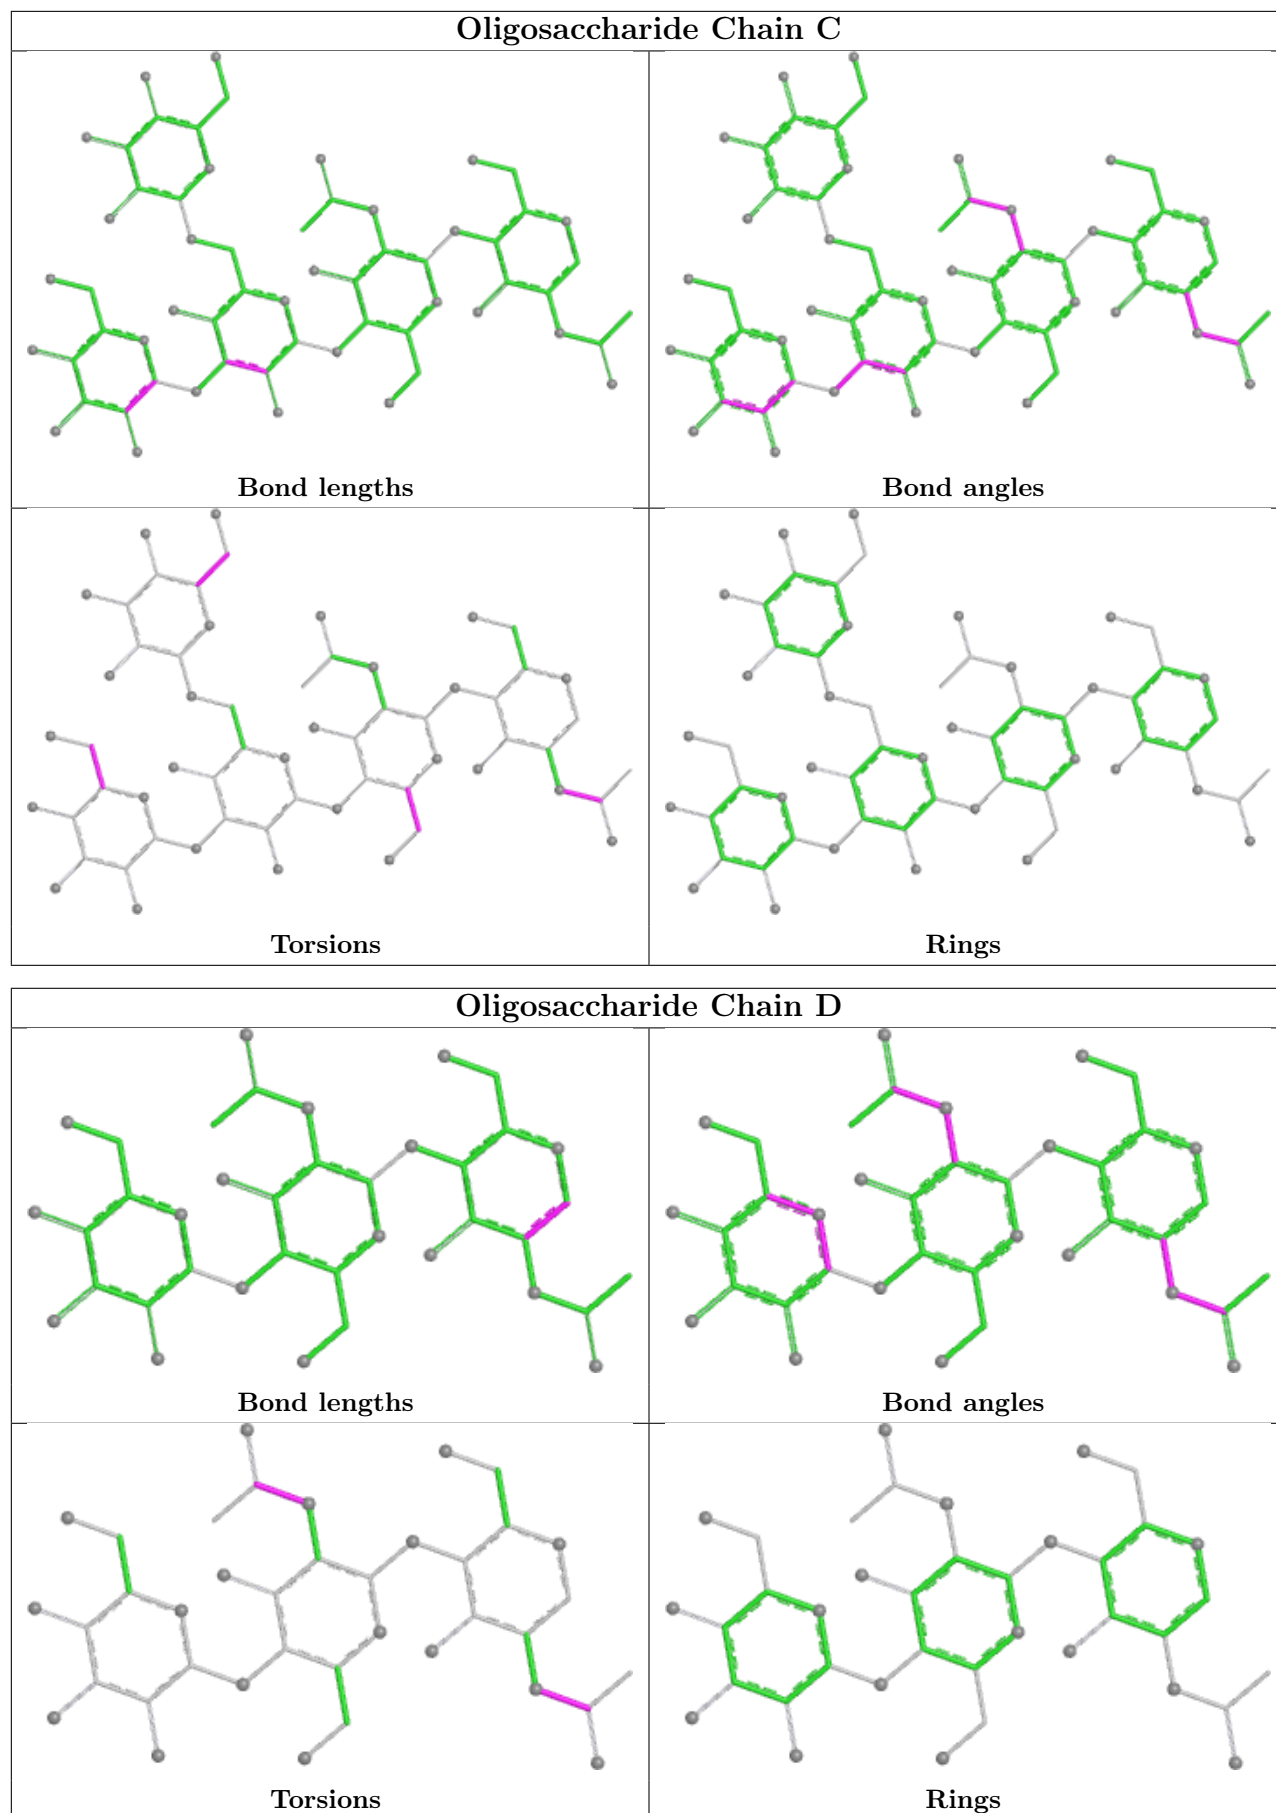 Oligosaccharide Chain C
Bond lengths
Bond angles
Torsions
Rings
Oligosaccharide Chain D
Bond lengths
Bond angles
Torsions
Rings